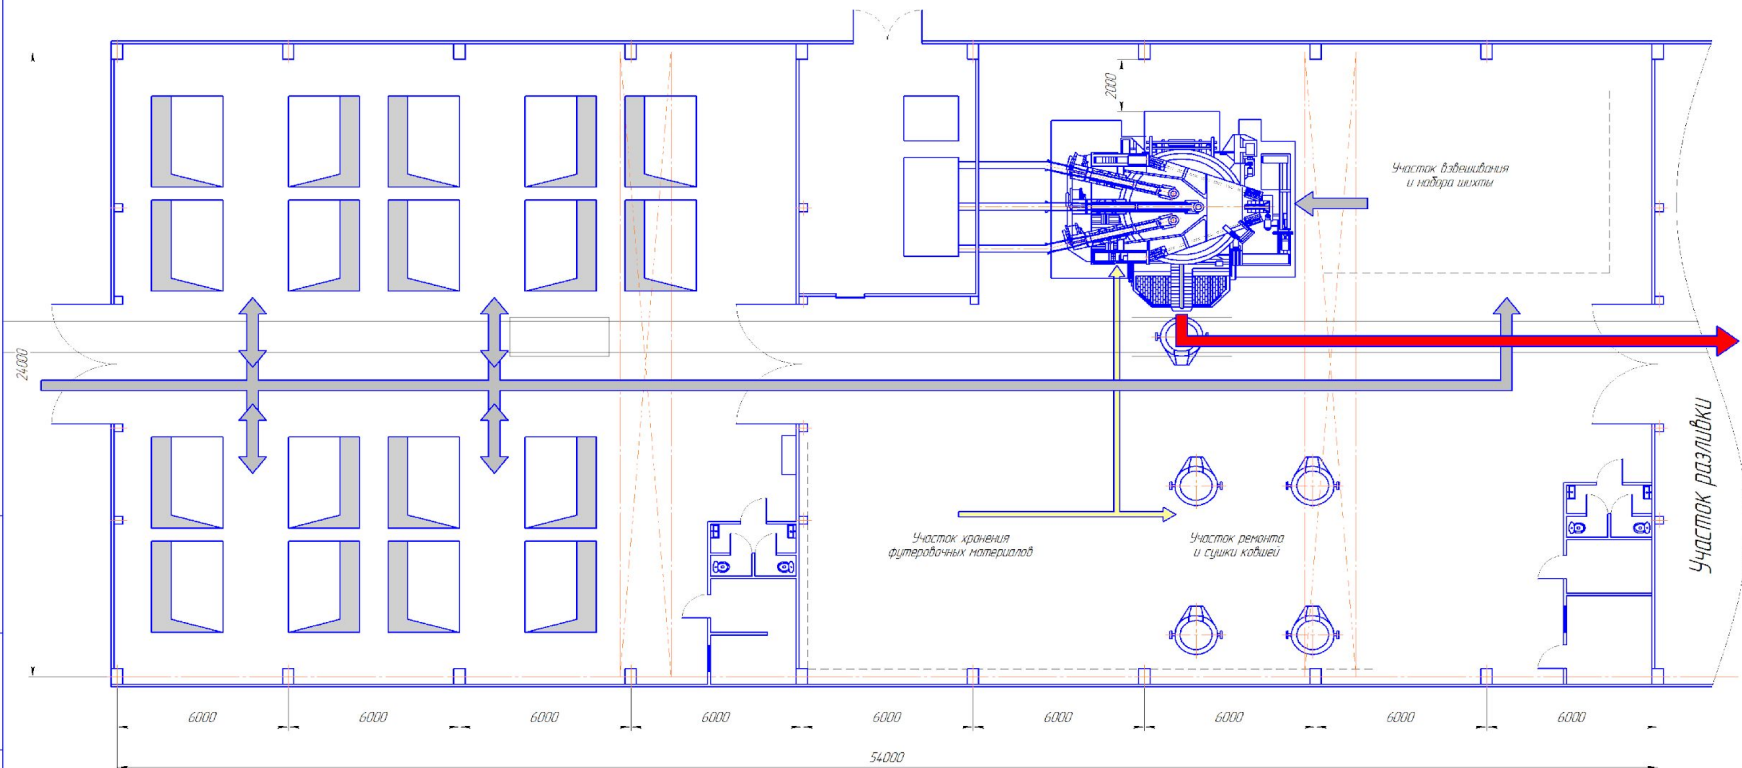 2000
Участок взвешивания
и набора шихты
24000
Участок разливки
Участок хранения
футеровочных материалов
Участок ремонта
и сушки ковшей
6000
6000
6000
6000
6000
6000
6000
6000
6000
54000